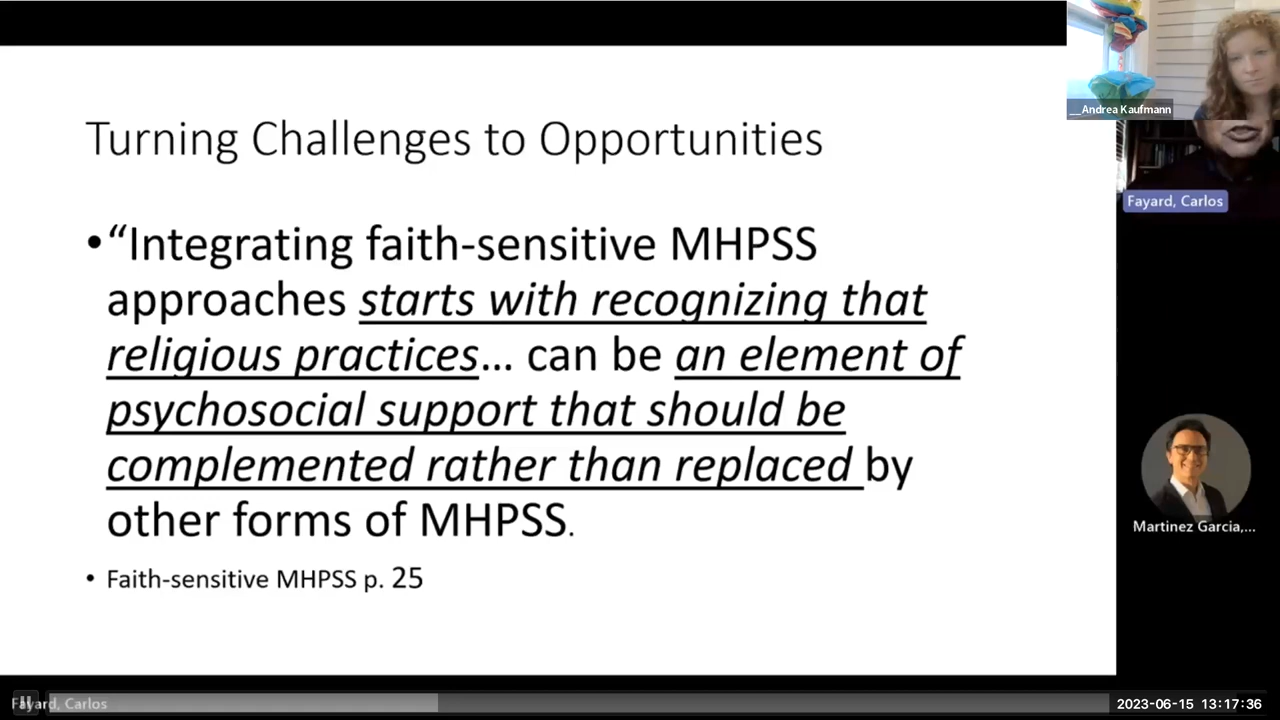 Turning Challenges to Opportunities
•“Integrating faith-sensitive MHPSS
approaches starts with recognizing that
religious practices… can be an element of
psychosocial support that should be
complemented rather than replaced by
other forms of MHPSS.
• Faith-sensitive MHPSS p. 25
__Andrea Kaufmann
Fayard, Carlos
Martinez Garcia,...
Fayard, Carlos
2023-06-15 13:17:36